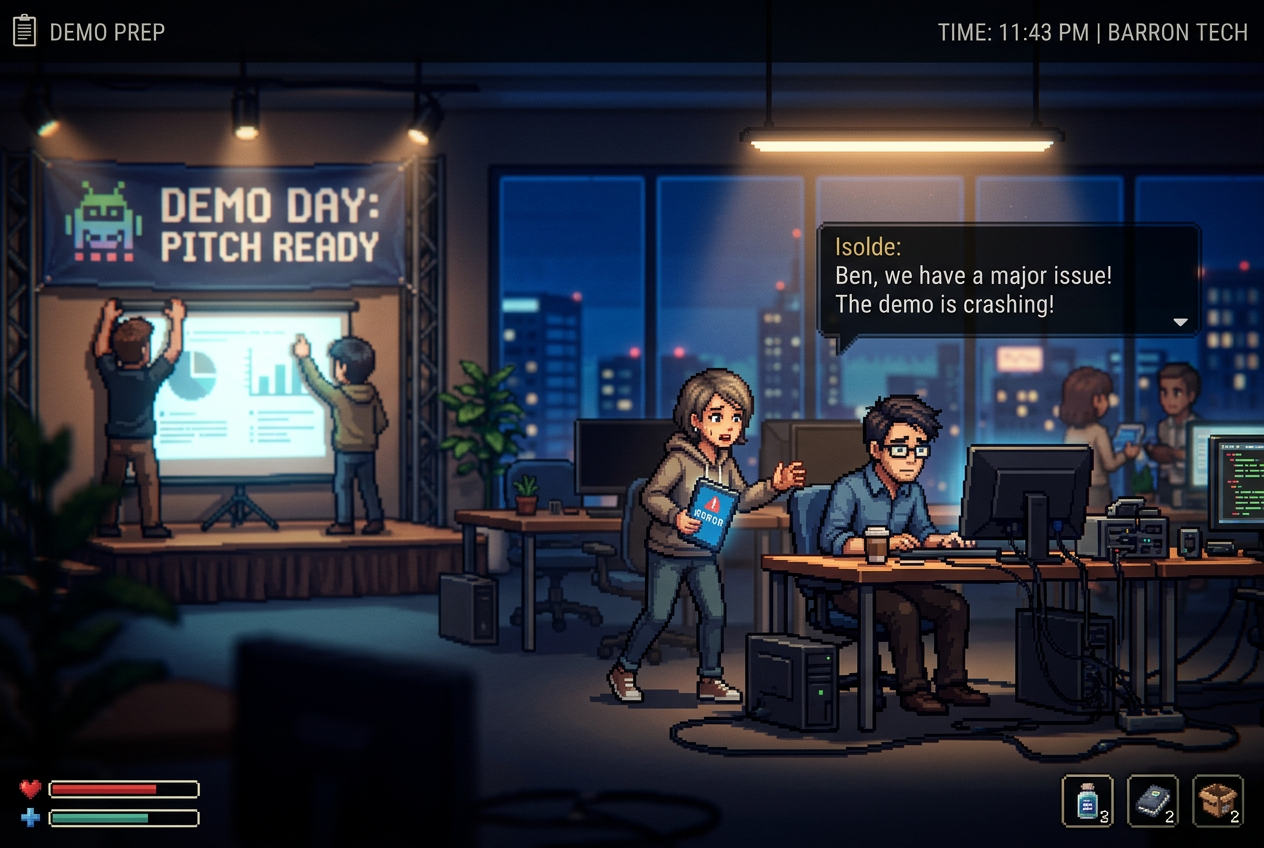 DEMO PREP
TIME: 11:43 PM | BARRON TECH
DEMO DAY:
PITCH READY
Isolde:
Ben, we have a major issue!
The demo is crashing!
3
2
2